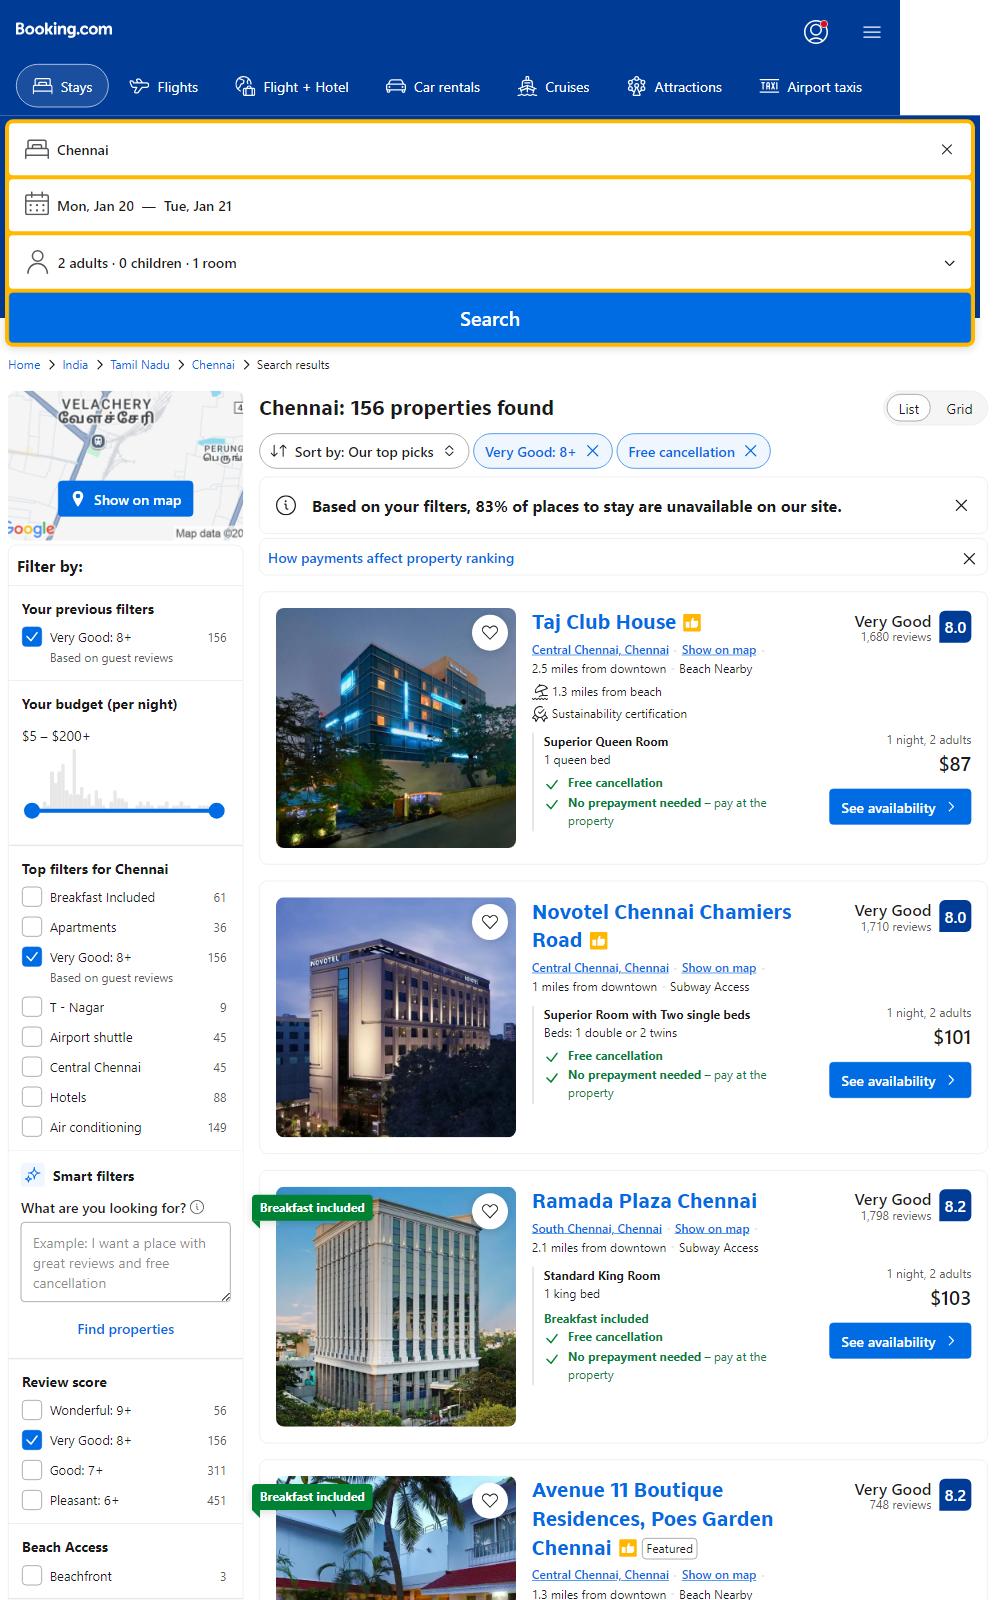 Booking.com
Stays
Flights
Flight + Hotel
Car rentals
Cruises
Attractions
TAXI
Airport taxis
Chennai
Mon, Jan 20 — Tue, Jan 21
2 adults · 0 children · 1 room
Search
Home > India > Tamil Nadu > Chennai > Search results
VELACHERY
வேளச்சேரி
4
PERUNG
பெருங்
Show on map
Google
Map data ©20
Filter by:
Your previous filters
Very Good: 8+ 156
Based on guest reviews
Your budget (per night)
$5 – $200+
Top filters for Chennai
Breakfast Included 61
Apartments 36
Very Good: 8+ 156
Based on guest reviews
T - Nagar 9
Airport shuttle 45
Central Chennai 45
Hotels 88
Air conditioning 149
Smart filters
What are you looking for?
Example: I want a place with
great reviews and free
cancellation
Find properties
Review score
Wonderful: 9+ 56
Very Good: 8+ 156
Good: 7+ 311
Pleasant: 6+ 451
Beach Access
Beachfront 3
Chennai: 156 properties found
List Grid
Sort by: Our top picks
Very Good: 8+
Free cancellation
Based on your filters, 83% of places to stay are unavailable on our site.
How payments affect property ranking
Taj Club House
Very Good 8.0
1,680 reviews
Central Chennai, Chennai · Show on map ·
2.5 miles from downtown · Beach Nearby
1.3 miles from beach
Sustainability certification
Superior Queen Room
1 queen bed
Free cancellation
No prepayment needed – pay at the
property
1 night, 2 adults
$87
See availability
NOVOTEL
NOVOTEL
Novotel Chennai Chamiers
Road
Very Good 8.0
1,710 reviews
Central Chennai, Chennai · Show on map ·
1 miles from downtown · Subway Access
Superior Room with Two single beds
Beds: 1 double or 2 twins
Free cancellation
No prepayment needed – pay at the
property
1 night, 2 adults
$101
See availability
Breakfast included
Ramada Plaza Chennai
Very Good 8.2
1,798 reviews
South Chennai, Chennai · Show on map ·
2.1 miles from downtown · Subway Access
Standard King Room
1 king bed
Breakfast included
Free cancellation
No prepayment needed – pay at the
property
1 night, 2 adults
$103
See availability
Breakfast included
Avenue 11 Boutique
Residences, Poes Garden
Chennai Featured
Very Good 8.2
748 reviews
Central Chennai, Chennai · Show on map ·
1.3 miles from downtown · Beach Nearby